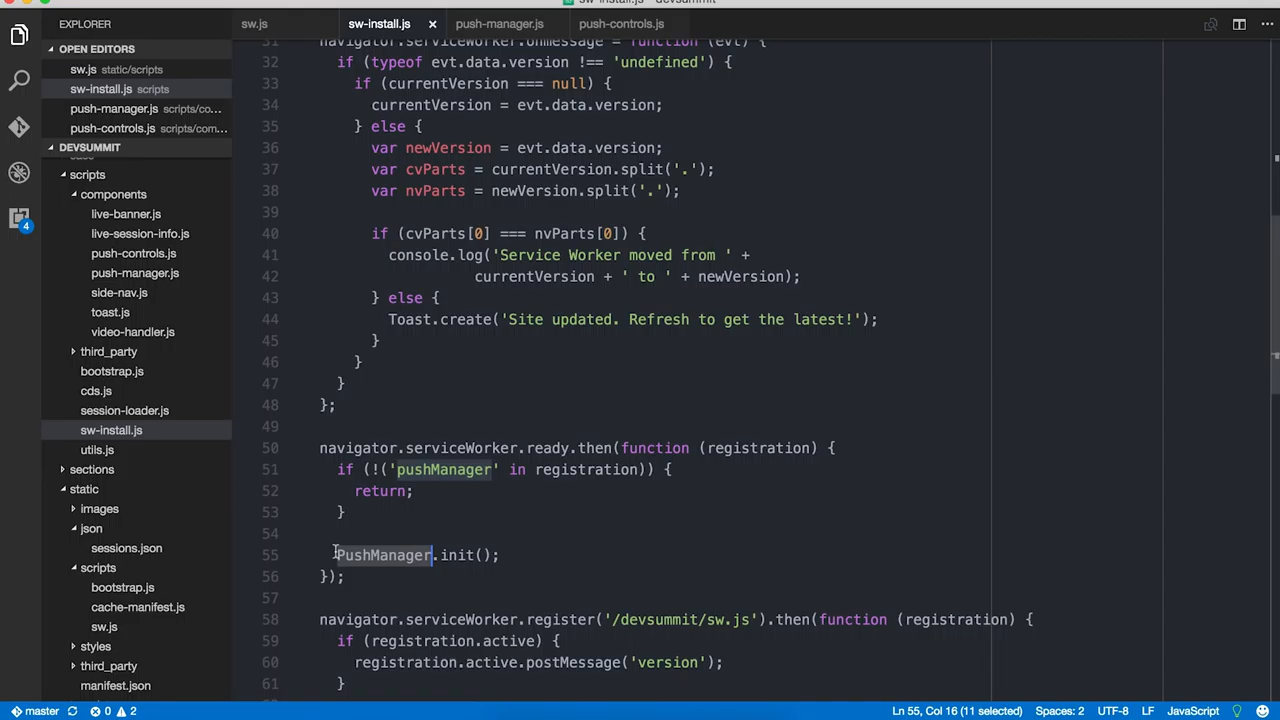 sw-install.js - devsummit
EXPLORER
sw.js
sw-install.js
push-manager.js
push-controls.js
OPEN EDITORS
sw.js static/scripts
sw-install.js scripts
push-manager.js scripts/co...
push-controls.js scripts/com...
DEVSUMMIT
scripts
components
live-banner.js
live-session-info.js
push-controls.js
push-manager.js
side-nav.js
toast.js
video-handler.js
third_party
bootstrap.js
cds.js
session-loader.js
sw-install.js
utils.js
sections
static
images
json
sessions.json
scripts
bootstrap.js
cache-manifest.js
sw.js
styles
third_party
manifest.json
4
31 navigator.serviceWorker.onmessage = function (evt) {
32 if (typeof evt.data.version !== 'undefined') {
33 if (currentVersion === null) {
34 currentVersion = evt.data.version;
35 } else {
36 var newVersion = evt.data.version;
37 var cvParts = currentVersion.split('.');
38 var nvParts = newVersion.split('.');
39
40 if (cvParts[0] === nvParts[0]) {
41 console.log('Service Worker moved from ' +
42 currentVersion + ' to ' + newVersion);
43 } else {
44 Toast.create('Site updated. Refresh to get the latest!');
45 }
46 }
47 }
48 };
49
50 navigator.serviceWorker.ready.then(function (registration) {
51 if (!('pushManager' in registration)) {
52 return;
53 }
54
55 PushManager.init();
56 });
57
58 navigator.serviceWorker.register('/devsummit/sw.js').then(function (registration) {
59 if (registration.active) {
60 registration.active.postMessage('version');
61 }
master 0 2 Ln 55, Col 16 (11 selected) Spaces: 2 UTF-8 LF JavaScript